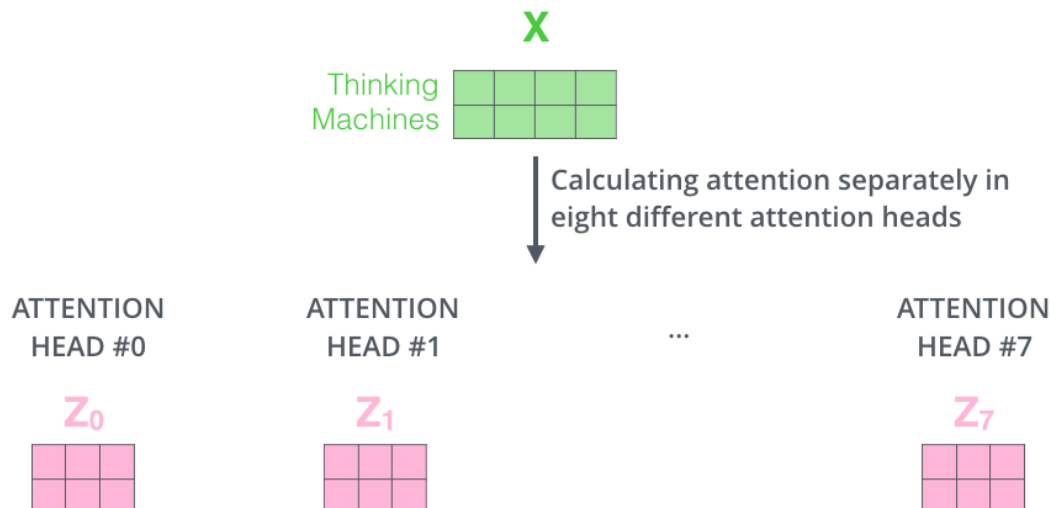 X
Thinking
Machines
Calculating attention separately in
eight different attention heads
ATTENTION
HEAD #0
ATTENTION
HEAD #1
...
ATTENTION
HEAD #7
Z0
Z1
Z7